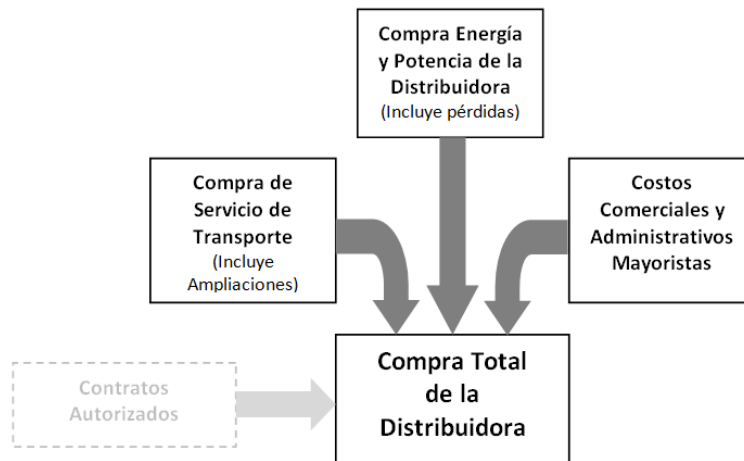 Compra Energía
y Potencia de la
Distribuidora
(Incluye pérdidas)
Compra de
Servicio de
Transporte
(Incluye
Ampliaciones)
Costos
Comerciales y
Administrativos
Mayoristas
Contratos
Autorizados
Compra Total
de la
Distribuidora